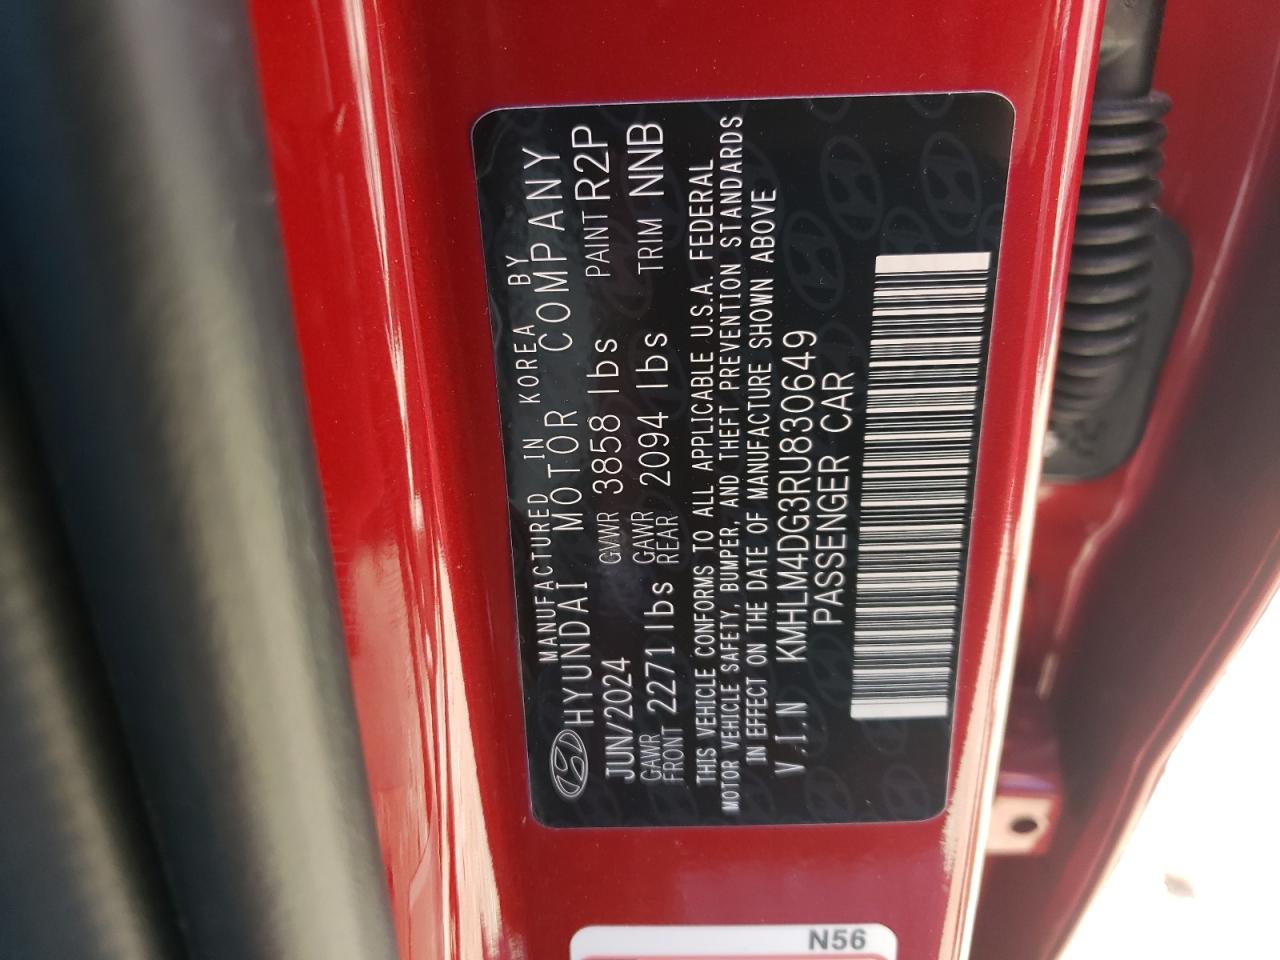 MANUFACTURED IN KOREA BY
HYUNDAI MOTOR COMPANY
JUN/2024 GVWR 3858 lbs PAINT R2P
GAWR FRONT 2271 lbs GAWR REAR 2094 lbs TRIM NNB
THIS VEHICLE CONFORMS TO ALL APPLICABLE U.S.A. FEDERAL
MOTOR VEHICLE SAFETY, BUMPER, AND THEFT PREVENTION STANDARDS
IN EFFECT ON THE DATE OF MANUFACTURE SHOWN ABOVE
V.I.N KMHLM4DG3RU830649
PASSENGER CAR
N56